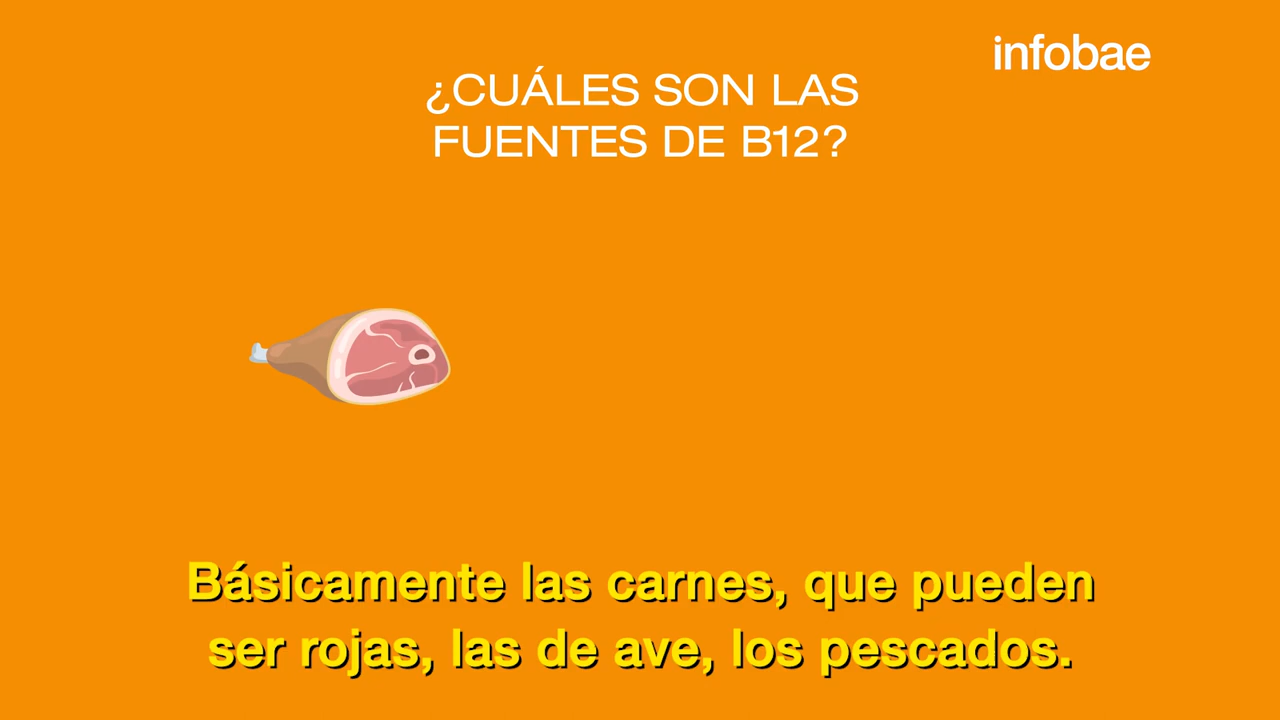 infobae
¿CUÁLES SON LAS
FUENTES DE B12?
Básicamente las carnes, que pueden
ser rojas, las de ave, los pescados.